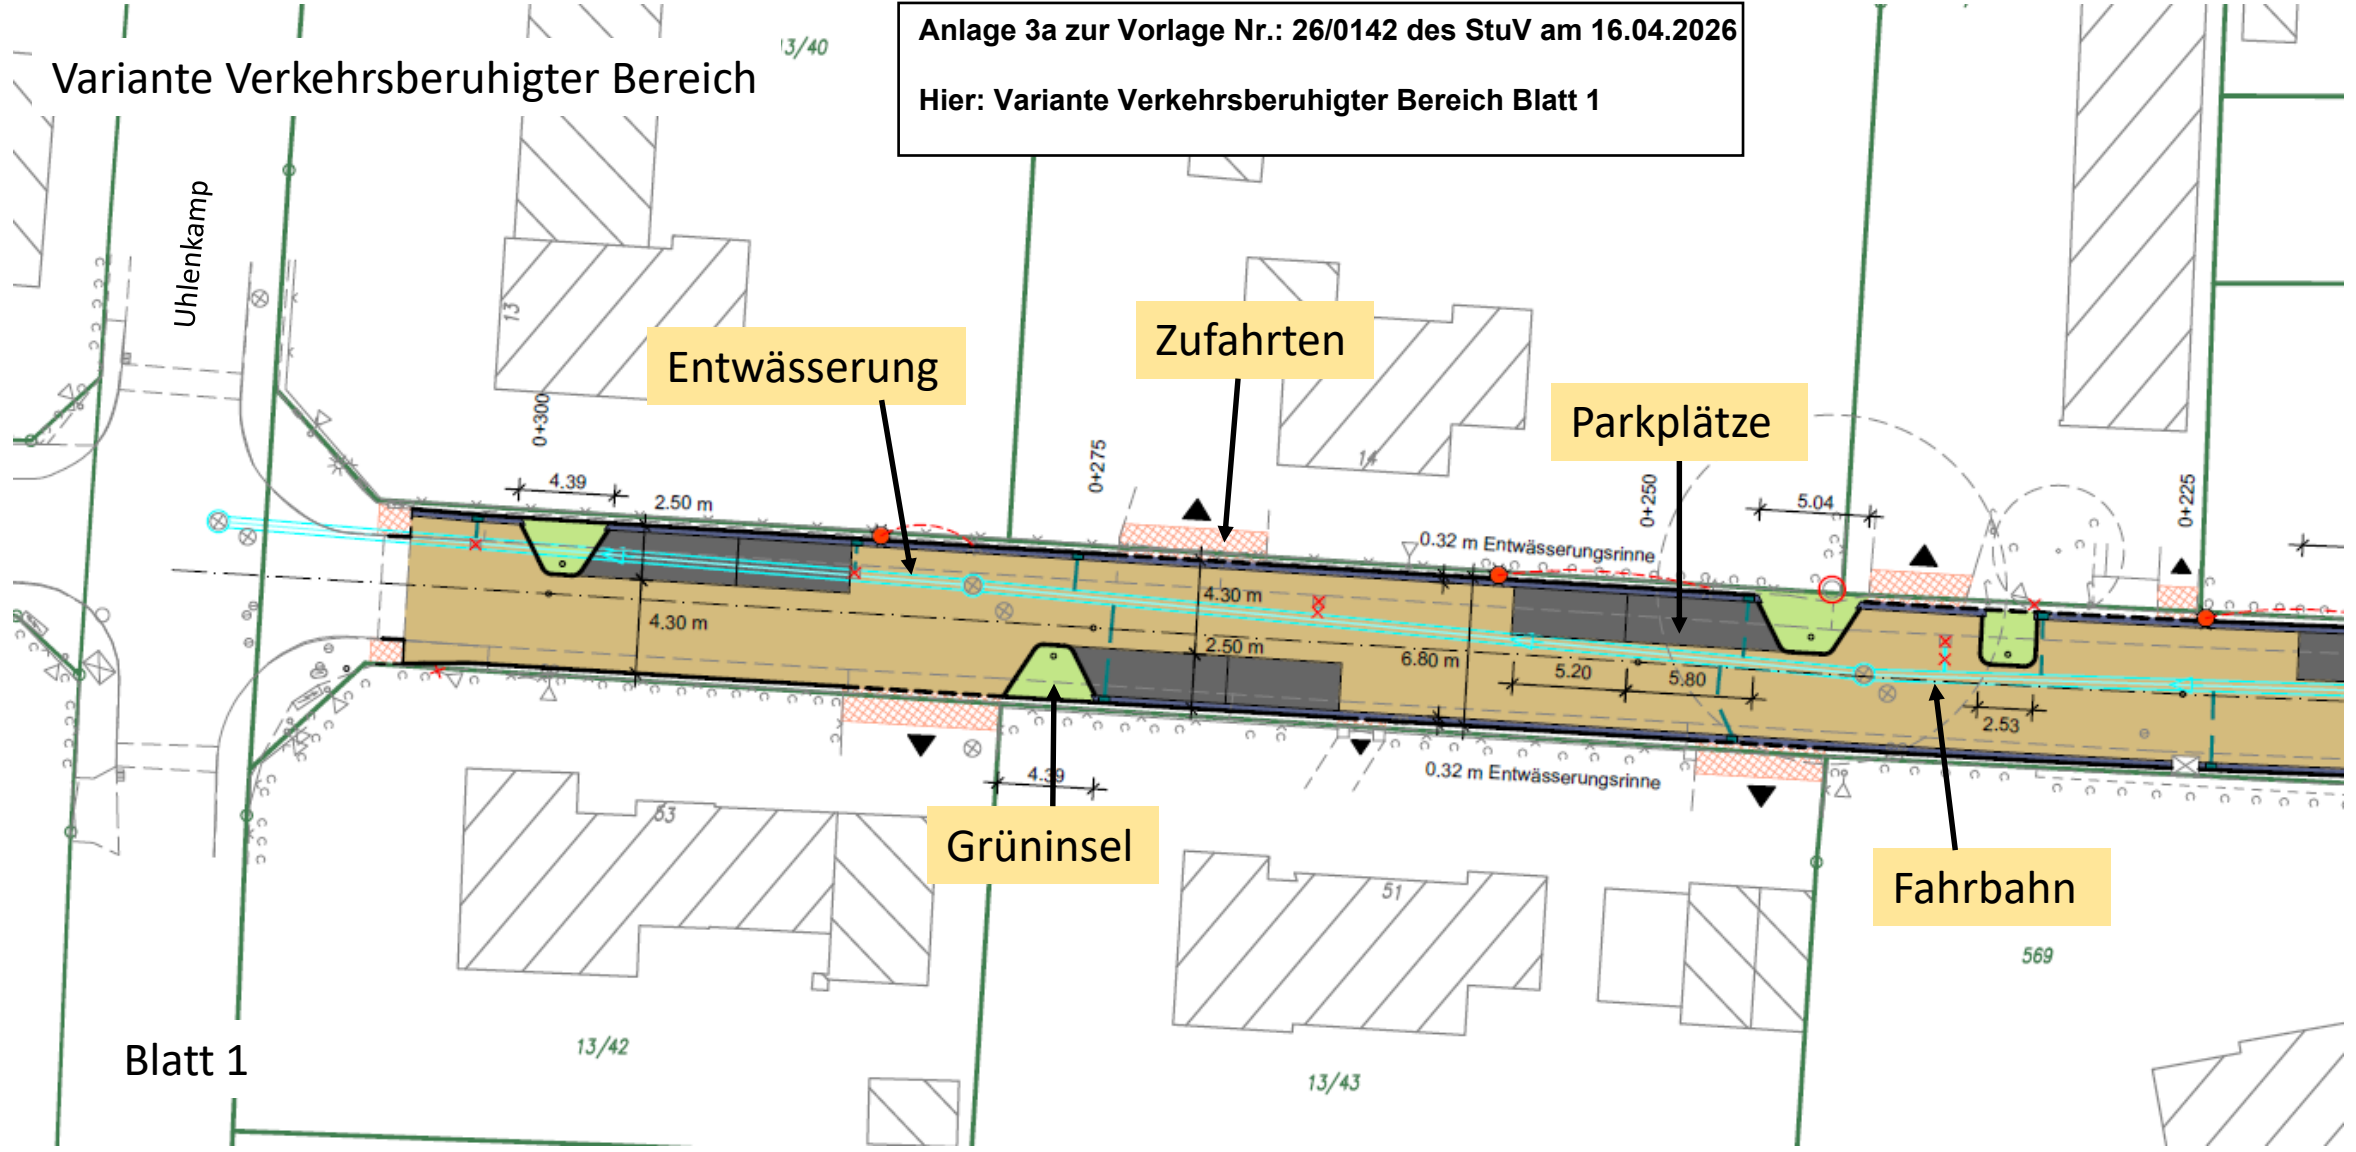 Anlage 3a zur Vorlage Nr.: 26/0142 des StuV am 16.04.2026
Hier: Variante Verkehrsberuhigter Bereich Blatt 1
Variante Verkehrsberuhigter Bereich
13/40
Uhlenkamp
13
Entwässerung
Zufahrten
Parkplätze
14
0+300
0+275
0+250
0+225
4.39
2.50 m
5.04
0.32 m Entwässerungsrinne
4.30 m
4.30 m
2.50 m
6.80 m
5.20
5.80
2.53
0.32 m Entwässerungsrinne
4.39
53
Grüninsel
51
Fahrbahn
569
Blatt 1
13/42
13/43